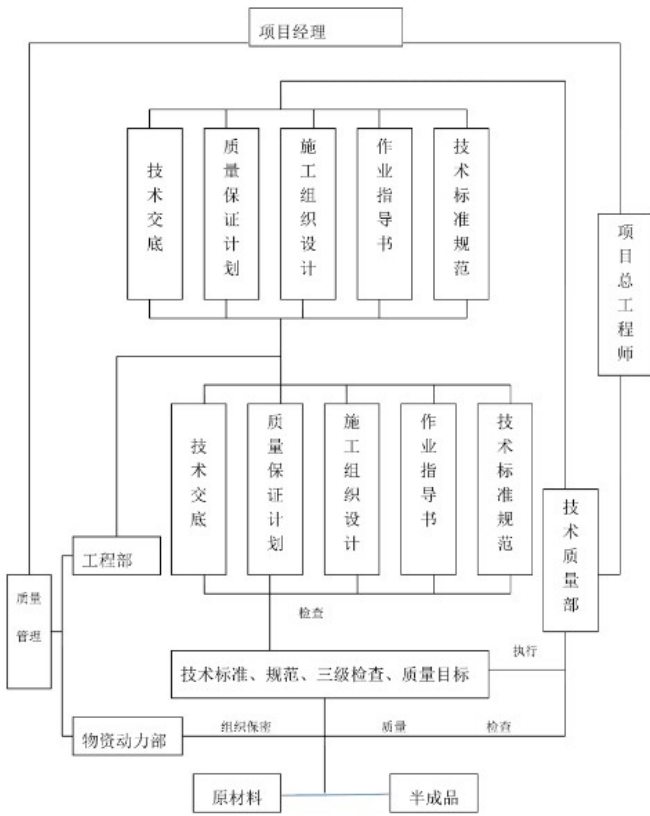 项目经理
技术交底
质量保证计划
施工组织设计
作业指导书
技术标准规范
项目总工程师
技术交底
质量保证计划
施工组织设计
作业指导书
技术标准规范
技术质量部
工程部
质量
管理
检查
执行
技术标准、规范、三级检查、质量目标
物资动力部
组织保密
质量
检查
原材料
半成品